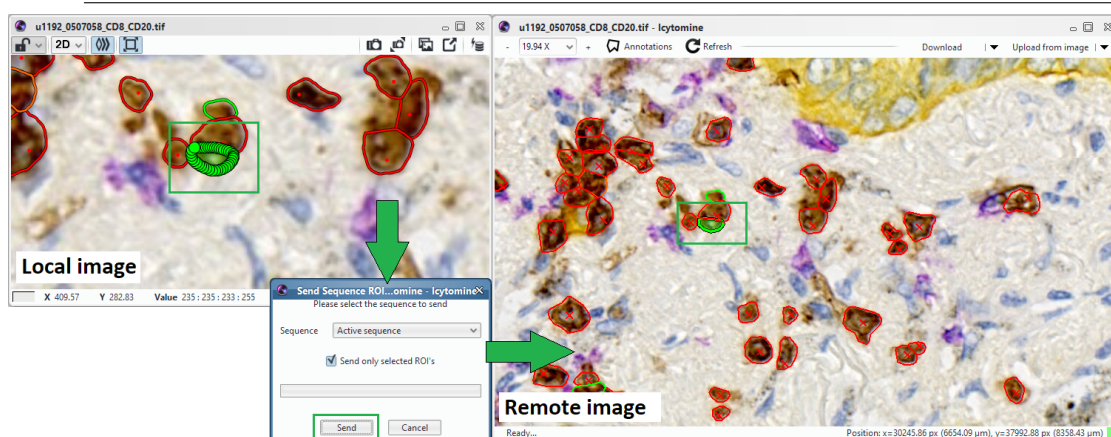 u1192_0507058_CD8_CD20.tif
2D
Local image
X 409.57 Y 282.83 Value 235 : 235 : 233 : 255
Send Sequence ROI...omine - Icytomine
Please select the sequence to send
Sequence Active sequence
Send only selected ROI's
Send Cancel
u1192_0507058_CD8_CD20.tif - Icytomine
- 19.94 X + Annotations Refresh Download Upload from image
Remote image
Ready... Position: x=30245.86 px (6654.09 µm), y=37992.88 px (8358.43 µm)